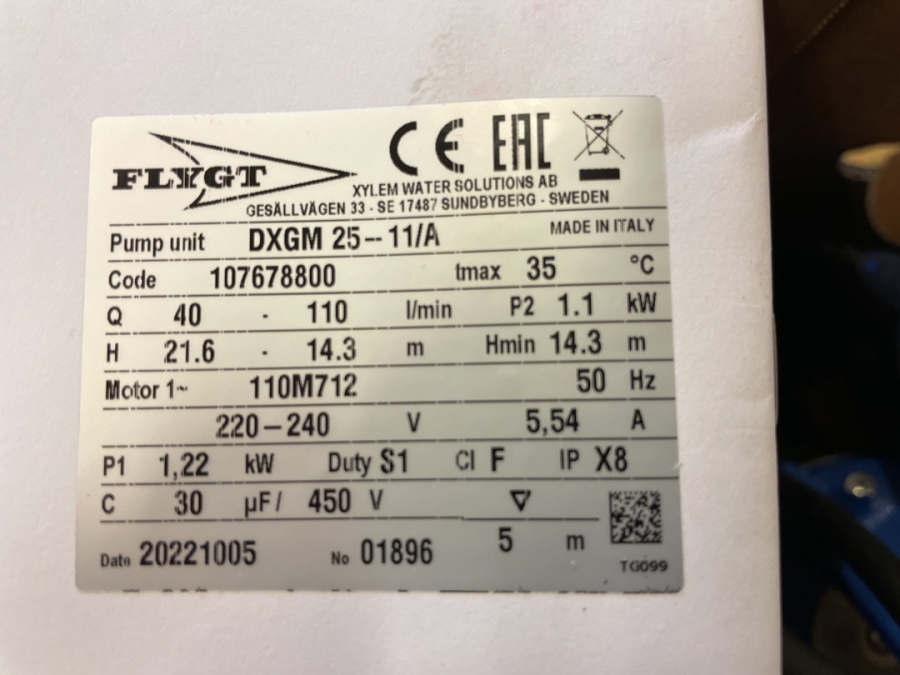 FLYGT
CE EAC
XYLEM WATER SOLUTIONS AB
GESÄLLVÄGEN 33 - SE 17487 SUNDBYBERG - SWEDEN
Pump unit DXGM 25-11/A MADE IN ITALY
Code 107678800 tmax 35 °C
Q 40 - 110 l/min P2 1.1 kW
H 21.6 - 14.3 m Hmin 14.3 m
Motor 1~ 110M712 50 Hz
220-240 V 5,54 A
P1 1,22 kW Duty S1 Cl F IP X8
C 30 µF/ 450 V
5 m
Date 20221005 No 01896
TG099